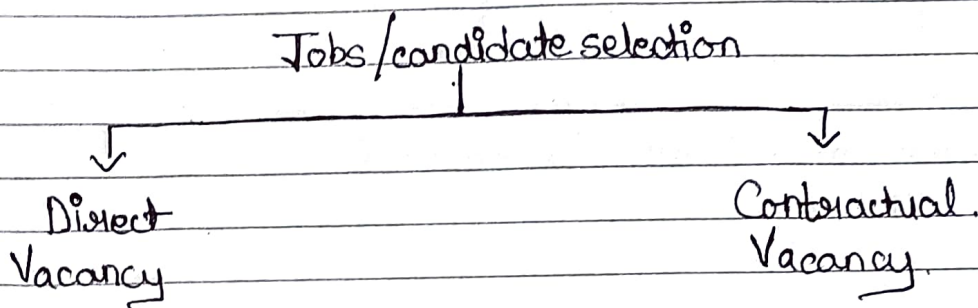 Jobs/candidate selection
Direct
Vacancy
Contractual
Vacancy.